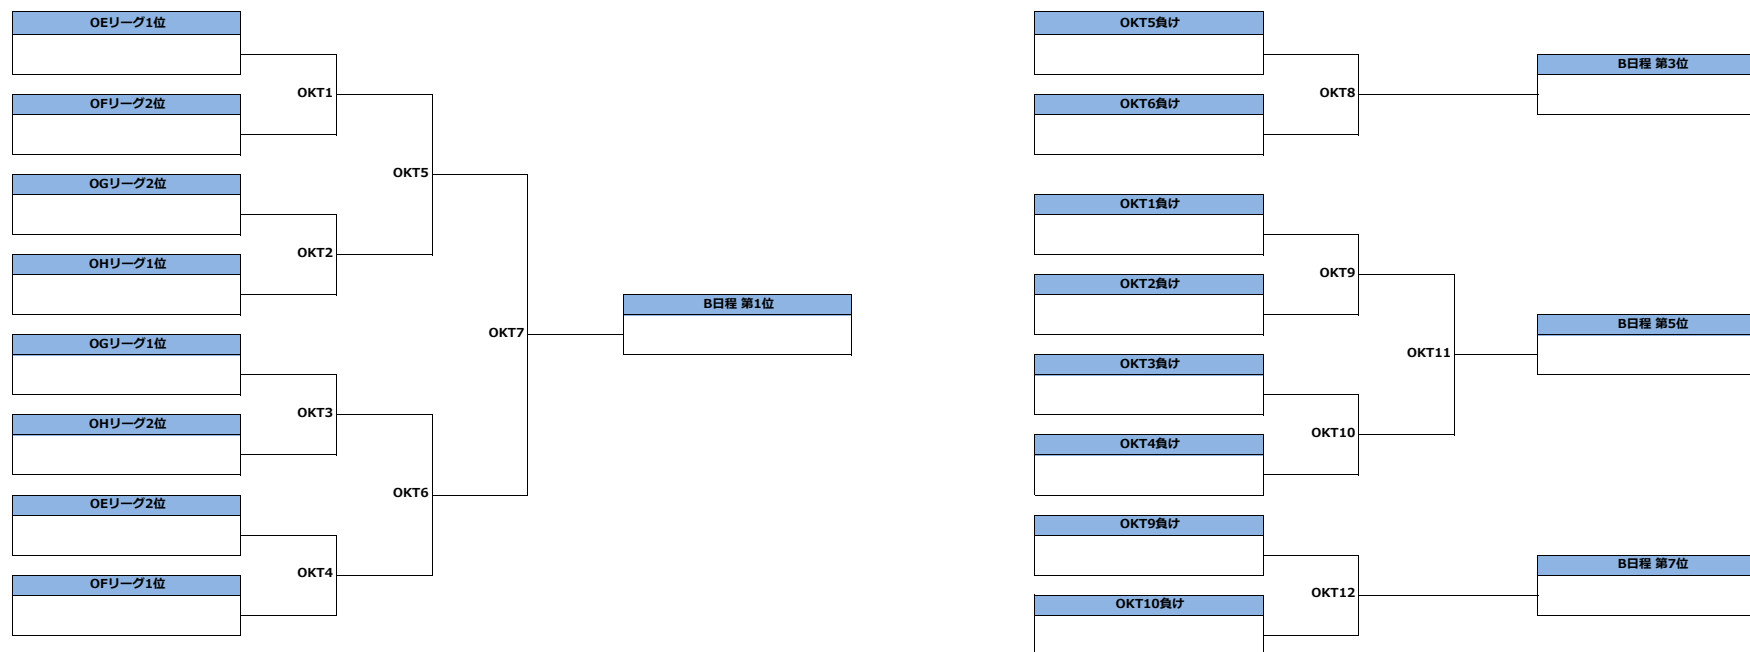 OEリーグ1位
OKT1
OFリーグ2位
OKT5
OGリーグ2位
OKT2
OHリーグ1位
OKT7
B日程 第1位
OGリーグ1位
OKT3
OHリーグ2位
OKT6
OEリーグ2位
OKT4
OFリーグ1位
OKT5負け
OKT8
B日程 第3位
OKT6負け
OKT1負け
OKT9
OKT2負け
OKT11
B日程 第5位
OKT3負け
OKT10
OKT4負け
OKT9負け
OKT12
B日程 第7位
OKT10負け